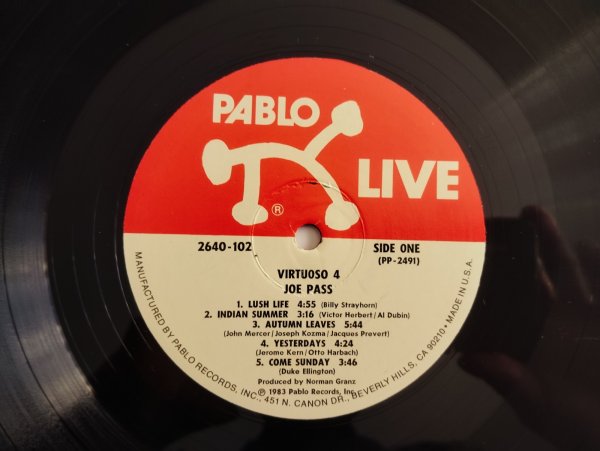 PABLO
LIVE
®
2640-102
SIDE ONE
(PP-2491)
VIRTUOSO 4
JOE PASS
1. LUSH LIFE 4:55 (Billy Strayhorn)
2. INDIAN SUMMER 3:16 (Victor Herbert/Al Dubin)
3. AUTUMN LEAVES 5:44
(John Mercer/Joseph Kozma/Jacques Prevert)
4. YESTERDAYS 4:24
(Jerome Kern/Otto Harbach)
5. COME SUNDAY 3:46
(Duke Ellington)
Produced by Norman Granz
℗ 1983 Pablo Records, Inc.
MANUFACTURED BY PABLO RECORDS, INC., 451 N. CANON DR., BEVERLY HILLS, CA 90210 • MADE IN U.S.A.